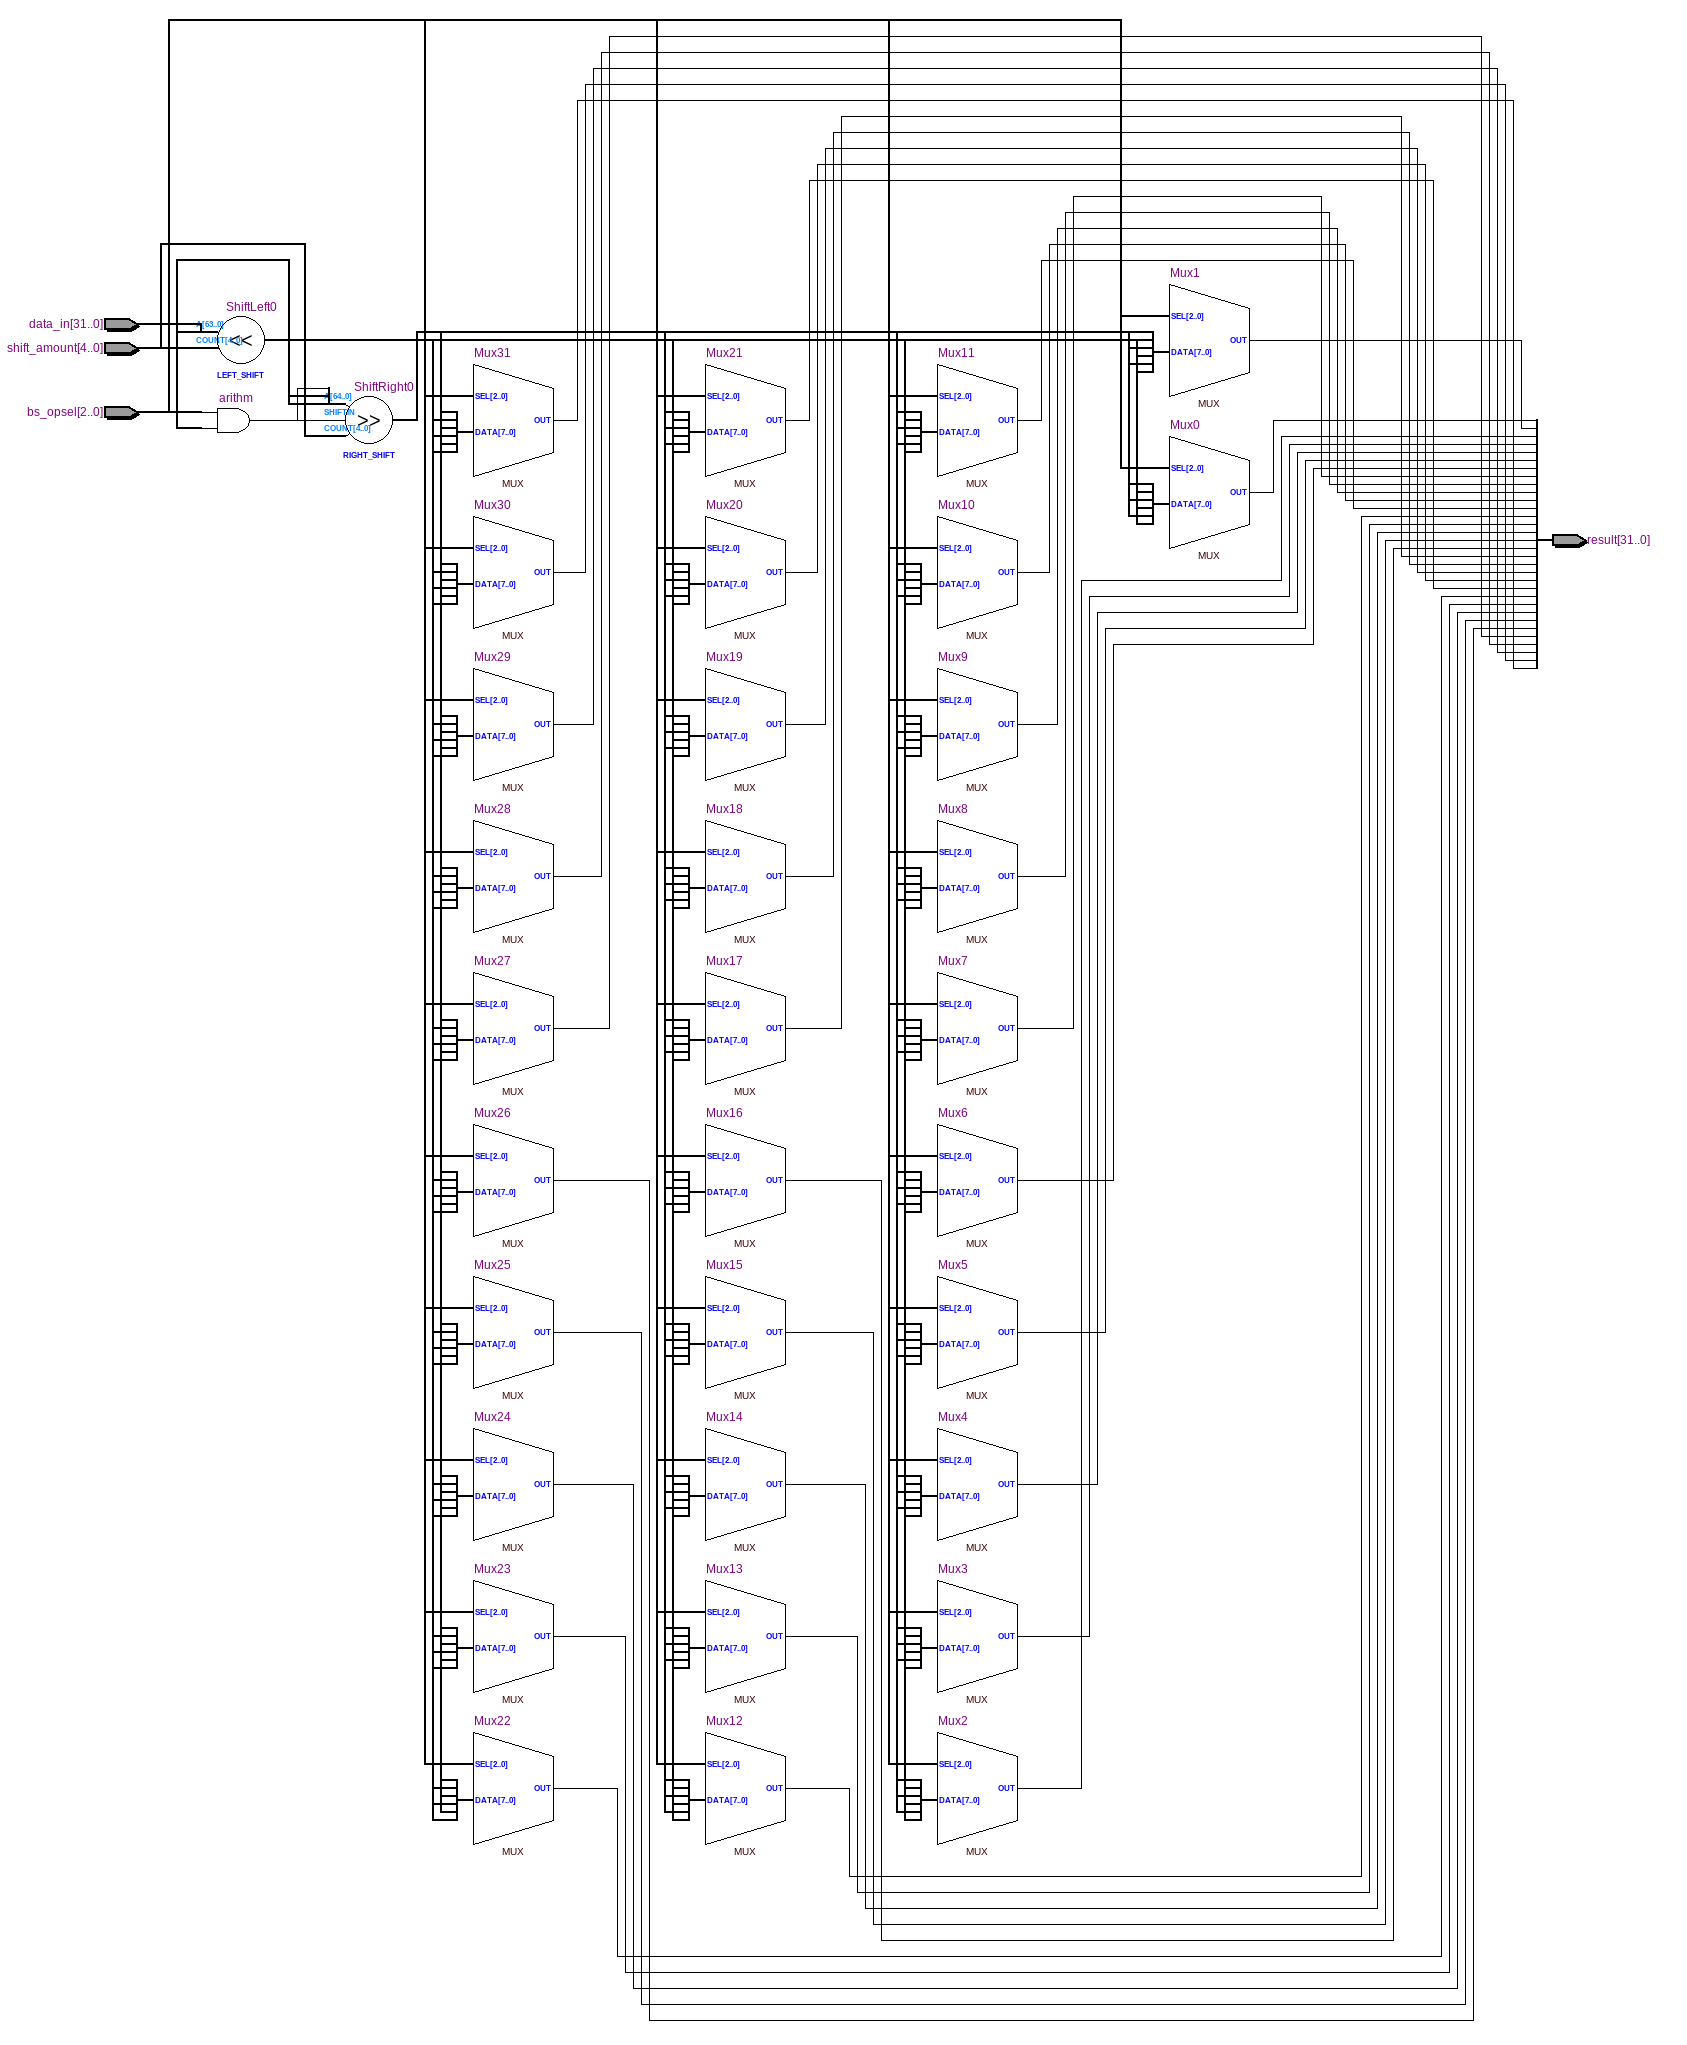 data_in[31..0]
shift_amount[4..0]
bs_opsel[2..0]
ShiftLeft0
A[63..0]
COUNT[4..0]
<<
LEFT_SHIFT
arithm
ShiftRight0
A[64..0]
SHIFTIN
COUNT[4..0]
>>
RIGHT_SHIFT
Mux31
SEL[2..0]
DATA[7..0]
OUT
MUX
Mux30
SEL[2..0]
DATA[7..0]
OUT
MUX
Mux29
SEL[2..0]
DATA[7..0]
OUT
MUX
Mux28
SEL[2..0]
DATA[7..0]
OUT
MUX
Mux27
SEL[2..0]
DATA[7..0]
OUT
MUX
Mux26
SEL[2..0]
DATA[7..0]
OUT
MUX
Mux25
SEL[2..0]
DATA[7..0]
OUT
MUX
Mux24
SEL[2..0]
DATA[7..0]
OUT
MUX
Mux23
SEL[2..0]
DATA[7..0]
OUT
MUX
Mux22
SEL[2..0]
DATA[7..0]
OUT
MUX
Mux21
SEL[2..0]
DATA[7..0]
OUT
MUX
Mux20
SEL[2..0]
DATA[7..0]
OUT
MUX
Mux19
SEL[2..0]
DATA[7..0]
OUT
MUX
Mux18
SEL[2..0]
DATA[7..0]
OUT
MUX
Mux17
SEL[2..0]
DATA[7..0]
OUT
MUX
Mux16
SEL[2..0]
DATA[7..0]
OUT
MUX
Mux15
SEL[2..0]
DATA[7..0]
OUT
MUX
Mux14
SEL[2..0]
DATA[7..0]
OUT
MUX
Mux13
SEL[2..0]
DATA[7..0]
OUT
MUX
Mux12
SEL[2..0]
DATA[7..0]
OUT
MUX
Mux11
SEL[2..0]
DATA[7..0]
OUT
MUX
Mux10
SEL[2..0]
DATA[7..0]
OUT
MUX
Mux9
SEL[2..0]
DATA[7..0]
OUT
MUX
Mux8
SEL[2..0]
DATA[7..0]
OUT
MUX
Mux7
SEL[2..0]
DATA[7..0]
OUT
MUX
Mux6
SEL[2..0]
DATA[7..0]
OUT
MUX
Mux5
SEL[2..0]
DATA[7..0]
OUT
MUX
Mux4
SEL[2..0]
DATA[7..0]
OUT
MUX
Mux3
SEL[2..0]
DATA[7..0]
OUT
MUX
Mux2
SEL[2..0]
DATA[7..0]
OUT
MUX
Mux1
SEL[2..0]
DATA[7..0]
OUT
MUX
Mux0
SEL[2..0]
DATA[7..0]
OUT
MUX
result[31..0]